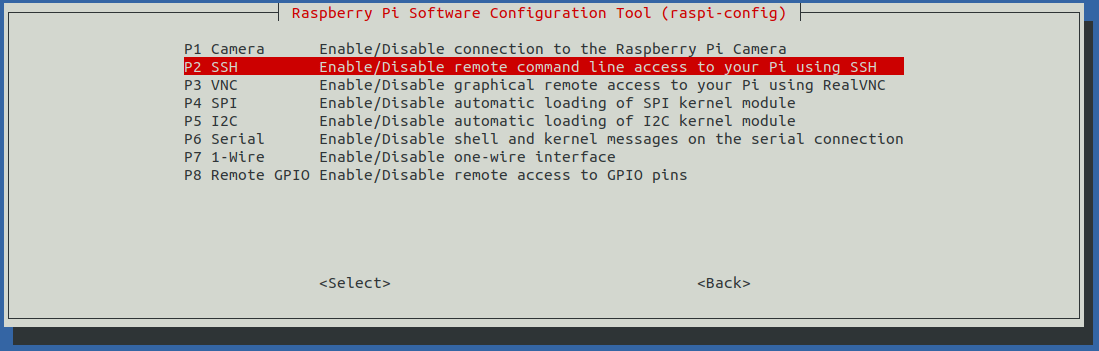 Raspberry Pi Software Configuration Tool (raspi-config)
P1 Camera Enable/Disable connection to the Raspberry Pi Camera
P2 SSH Enable/Disable remote command line access to your Pi using SSH
P3 VNC Enable/Disable graphical remote access to your Pi using RealVNC
P4 SPI Enable/Disable automatic loading of SPI kernel module
P5 I2C Enable/Disable automatic loading of I2C kernel module
P6 Serial Enable/Disable shell and kernel messages on the serial connection
P7 1-Wire Enable/Disable one-wire interface
P8 Remote GPIO Enable/Disable remote access to GPIO pins
<Select> <Back>